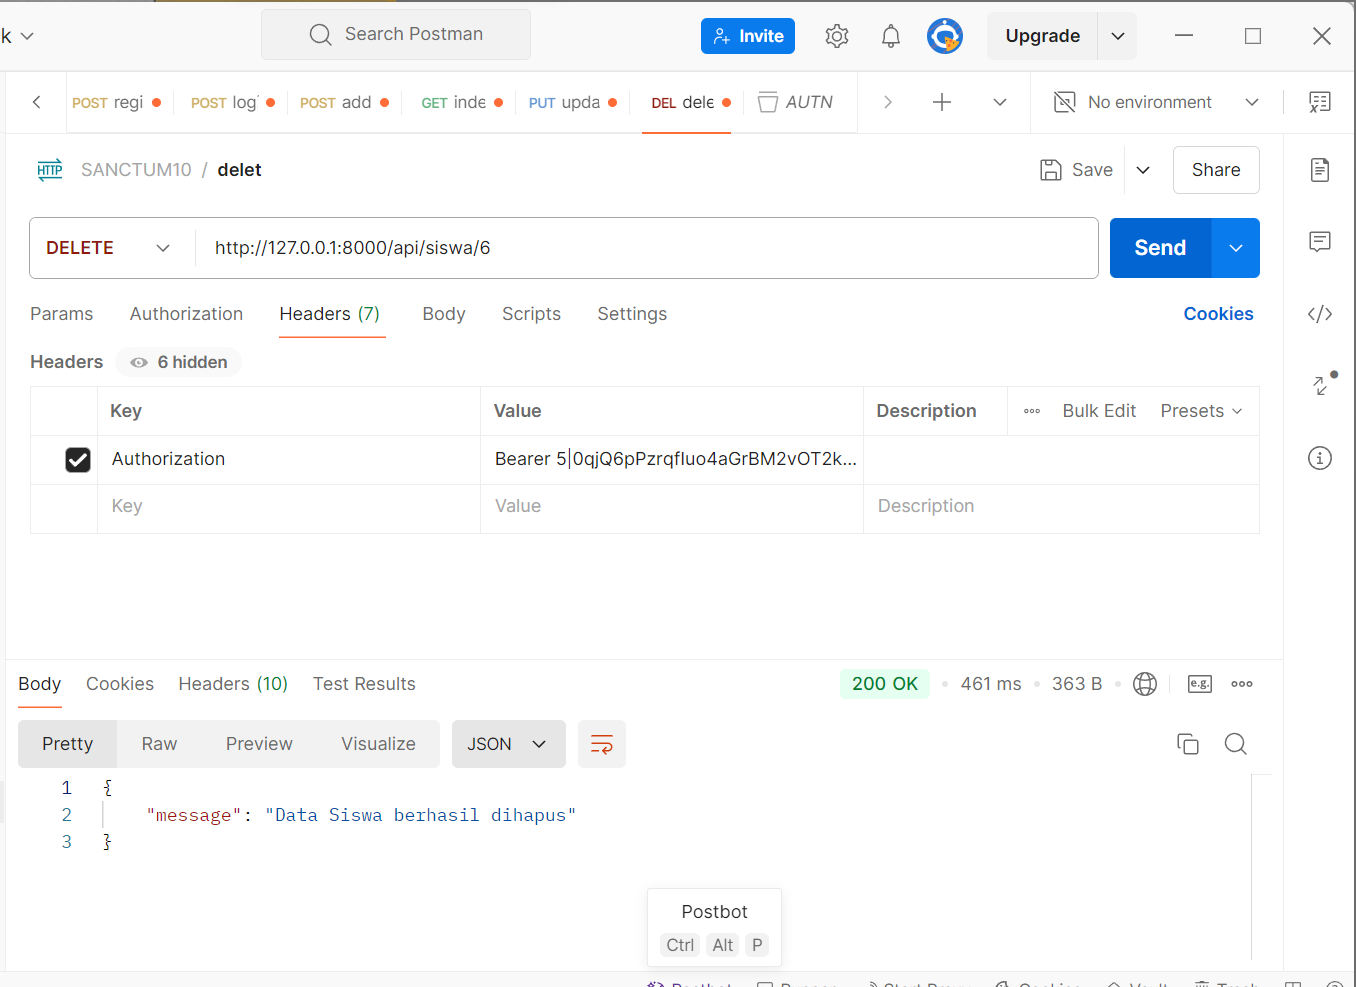 k
Search Postman
Invite
Upgrade
POST regi
POST log
POST add
GET inde
PUT upda
DEL dele
AUTN
No environment
HTTP SANCTUM10 / delet
Save
Share
DELETE
http://127.0.0.1:8000/api/siswa/6
Send
Params Authorization Headers (7) Body Scripts Settings Cookies
Headers 6 hidden
Key Value Description Bulk Edit Presets
Authorization Bearer 5|0qjQ6pPzrqfIuo4aGrBM2vOT2k...
Key Value Description
Body Cookies Headers (10) Test Results 200 OK 461 ms 363 B e.g.
Pretty Raw Preview Visualize JSON
1 {
2 "message": "Data Siswa berhasil dihapus"
3 }
Postbot
Ctrl Alt P